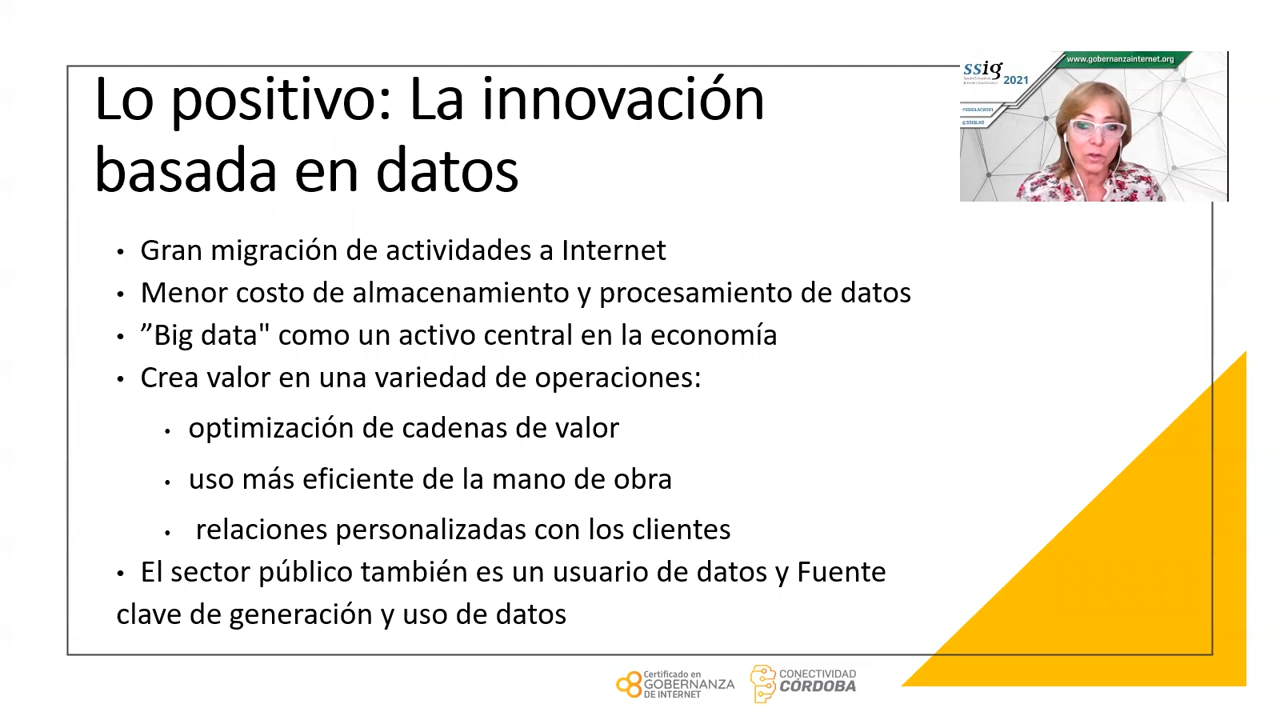 Lo positivo: La innovación
basada en datos
www.gobernanzainternet.org
ssig
2021
• Gran migración de actividades a Internet
• Menor costo de almacenamiento y procesamiento de datos
• ”Big data" como un activo central en la economía
• Crea valor en una variedad de operaciones:
• optimización de cadenas de valor
• uso más eficiente de la mano de obra
• relaciones personalizadas con los clientes
• El sector público también es un usuario de datos y Fuente
clave de generación y uso de datos
Certificado en
GOBERNANZA
DE INTERNET
CONECTIVIDAD
CÓRDOBA